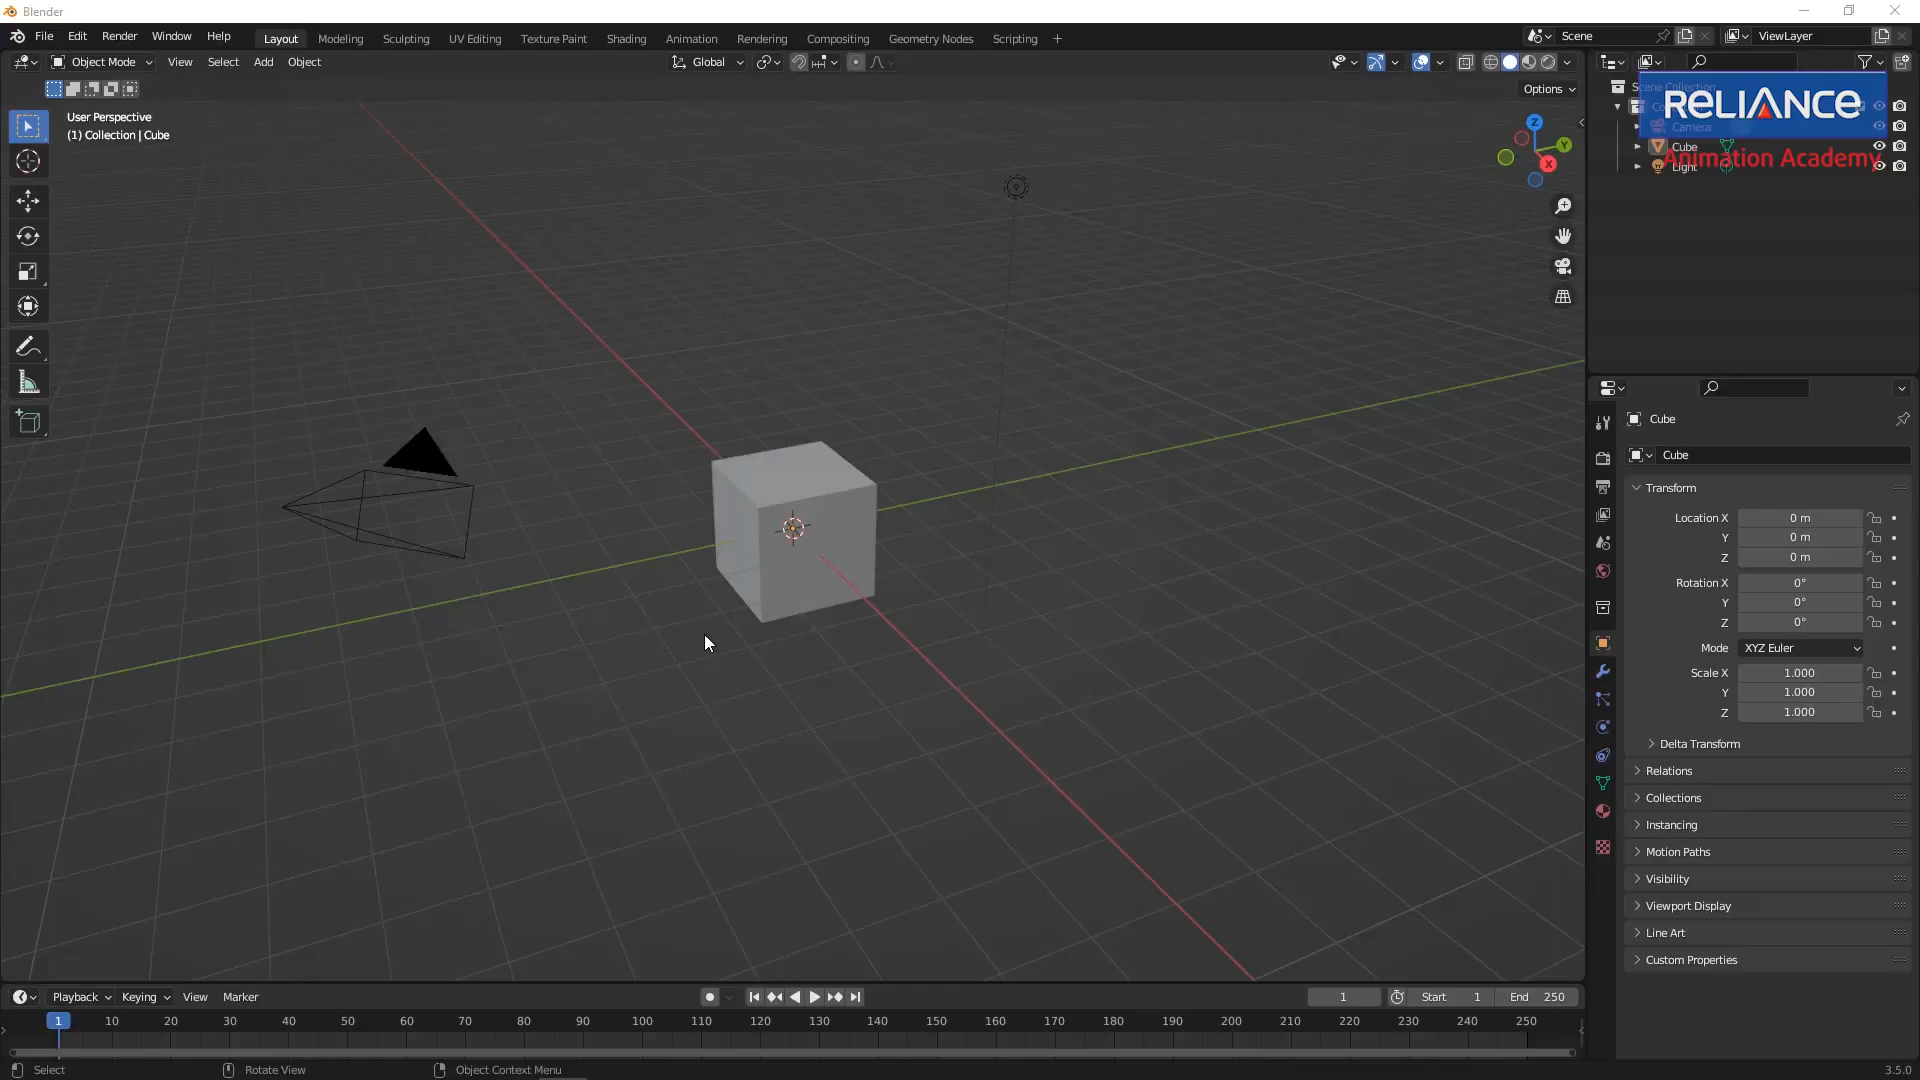 Blender
File Edit Render Window Help Layout Modeling Sculpting UV Editing Texture Paint Shading Animation Rendering Compositing Geometry Nodes Scripting + Scene ViewLayer
Object Mode View Select Add Object Global
Options
User Perspective
(1) Collection | Cube
Z
Y
X
RELIANCE
Animation Academy
Camera
Cube
Light
Cube
Cube
Transform
Location X 0 m
Y 0 m
Z 0 m
Rotation X 0°
Y 0°
Z 0°
Mode XYZ Euler
Scale X 1.000
Y 1.000
Z 1.000
Delta Transform
Relations
Collections
Instancing
Motion Paths
Visibility
Viewport Display
Line Art
Custom Properties
Playback Keying View Marker 1 Start 1 End 250
1 10 20 30 40 50 60 70 80 90 100 110 120 130 140 150 160 170 180 190 200 210 220 230 240 250
Select Rotate View Object Context Menu 3.5.0